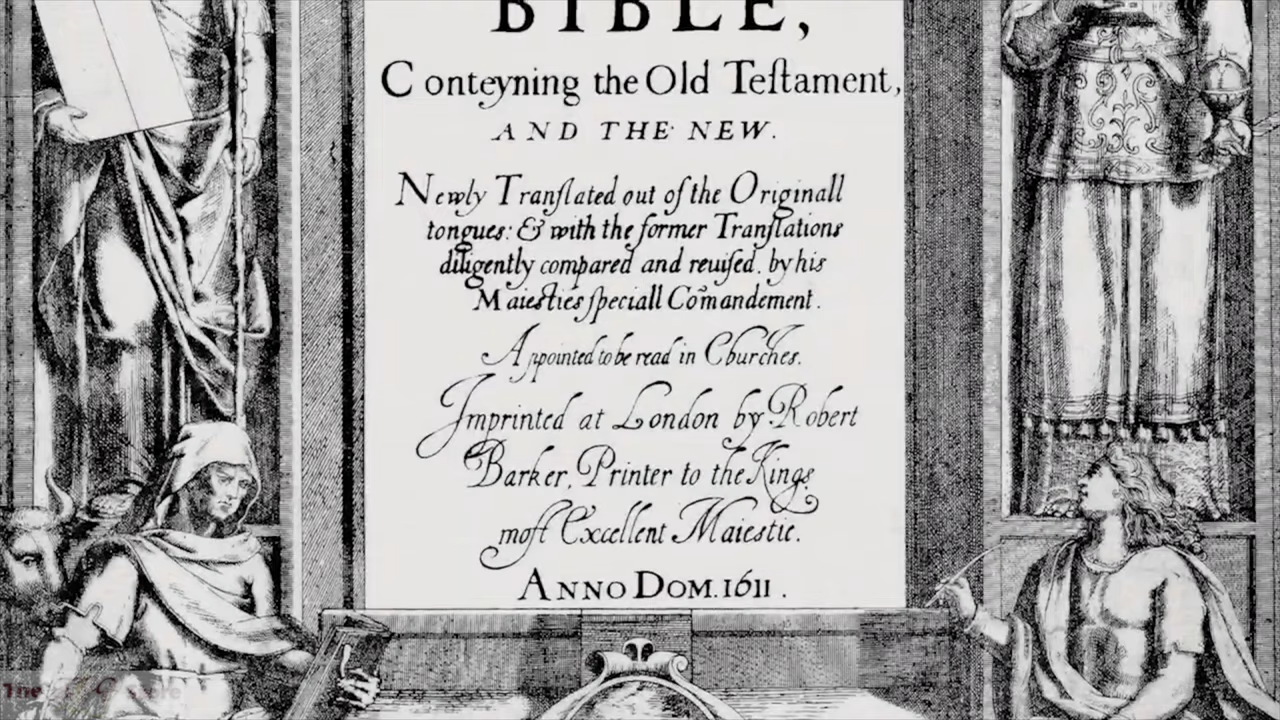 BIBLE,
Conteyning the Old Teſtament,
AND THE NEW.
Newly Tranſlated out of the Originall
tongues: & with the former Tranſlations
diligently compared and reuiſed, by his
Maieſties ſpeciall Cõmandement.
Appointed to be read in Churches.
Imprinted at London by Robert
Barker, Printer to the Kings
moſt Excellent Maieſtie.
ANNO DOM. 1611.
The